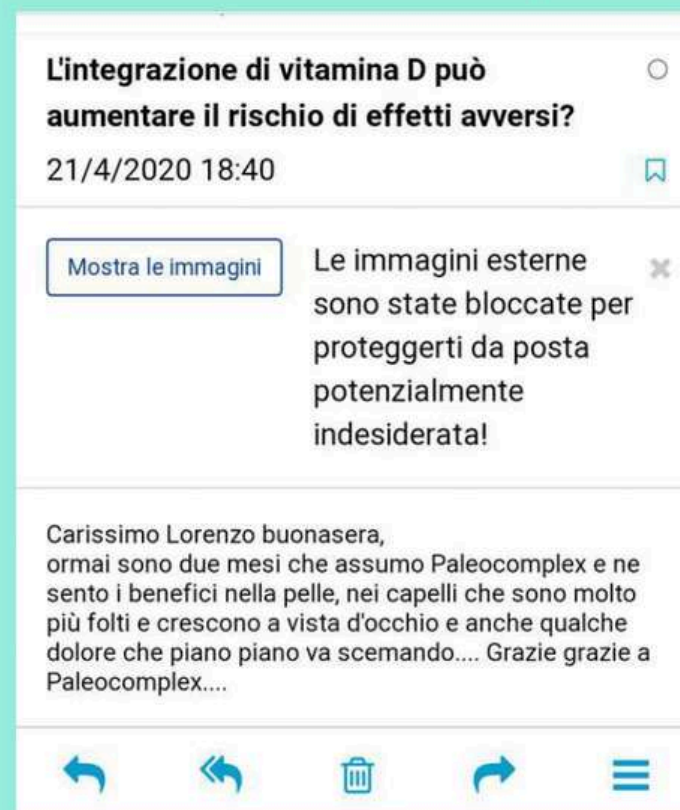 L'integrazione di vitamina D può
aumentare il rischio di effetti avversi?
21/4/2020 18:40
Mostra le immagini
Le immagini esterne
sono state bloccate per
proteggerti da posta
potenzialmente
indesiderata!
Carissimo Lorenzo buonasera,
ormai sono due mesi che assumo Paleocomplex e ne
sento i benefici nella pelle, nei capelli che sono molto
più folti e crescono a vista d'occhio e anche qualche
dolore che piano piano va scemando.... Grazie grazie a
Paleocomplex....